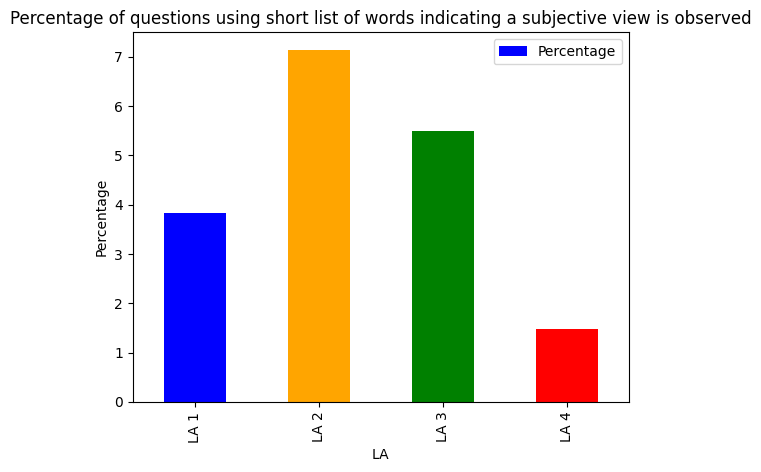 Percentage of questions using short list of words indicating a subjective view is observed
Percentage
7
6
5
4
3
2
1
0
Percentage
LA 1
LA 2
LA 3
LA 4
LA